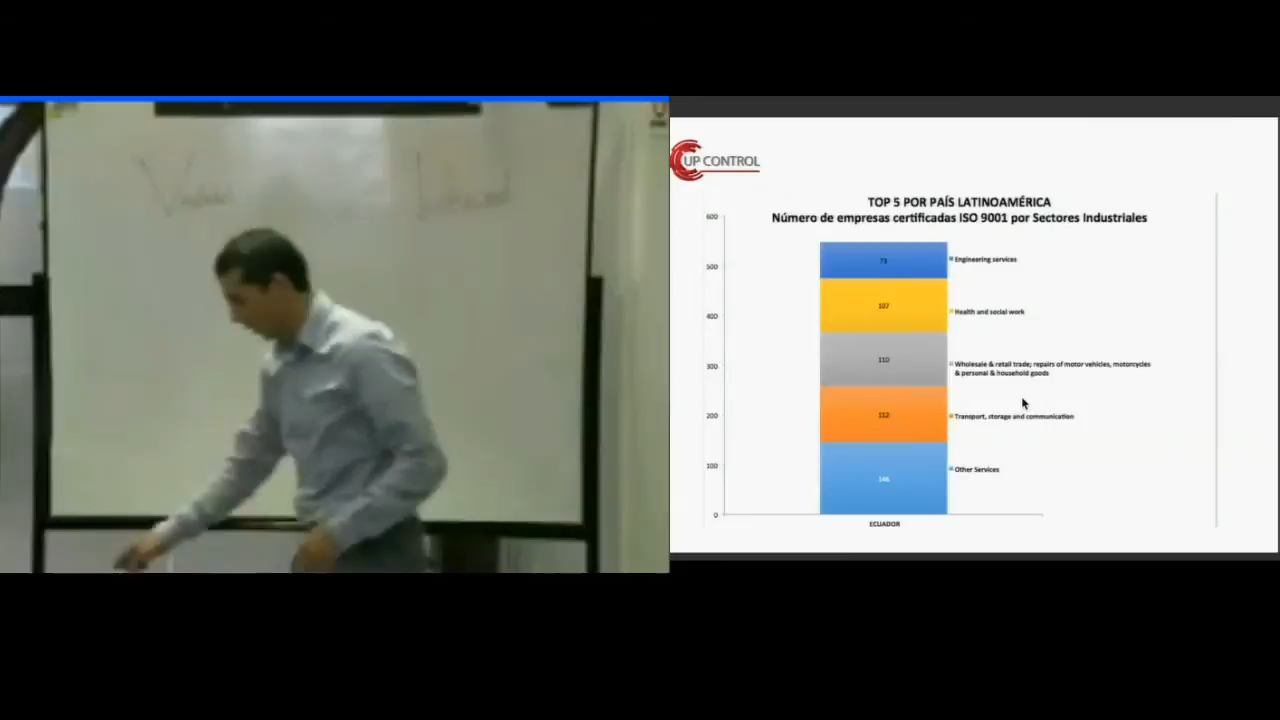 UP CONTROL
TOP 5 POR PAÍS LATINOAMÉRICA
Número de empresas certificadas ISO 9001 por Sectores Industriales
600
500
400
300
200
100
0
73
107
110
112
146
Engineering services
Health and social work
Wholesale & retail trade; repairs of motor vehicles, motorcycles
& personal & household goods
Transport, storage and communication
Other Services
ECUADOR